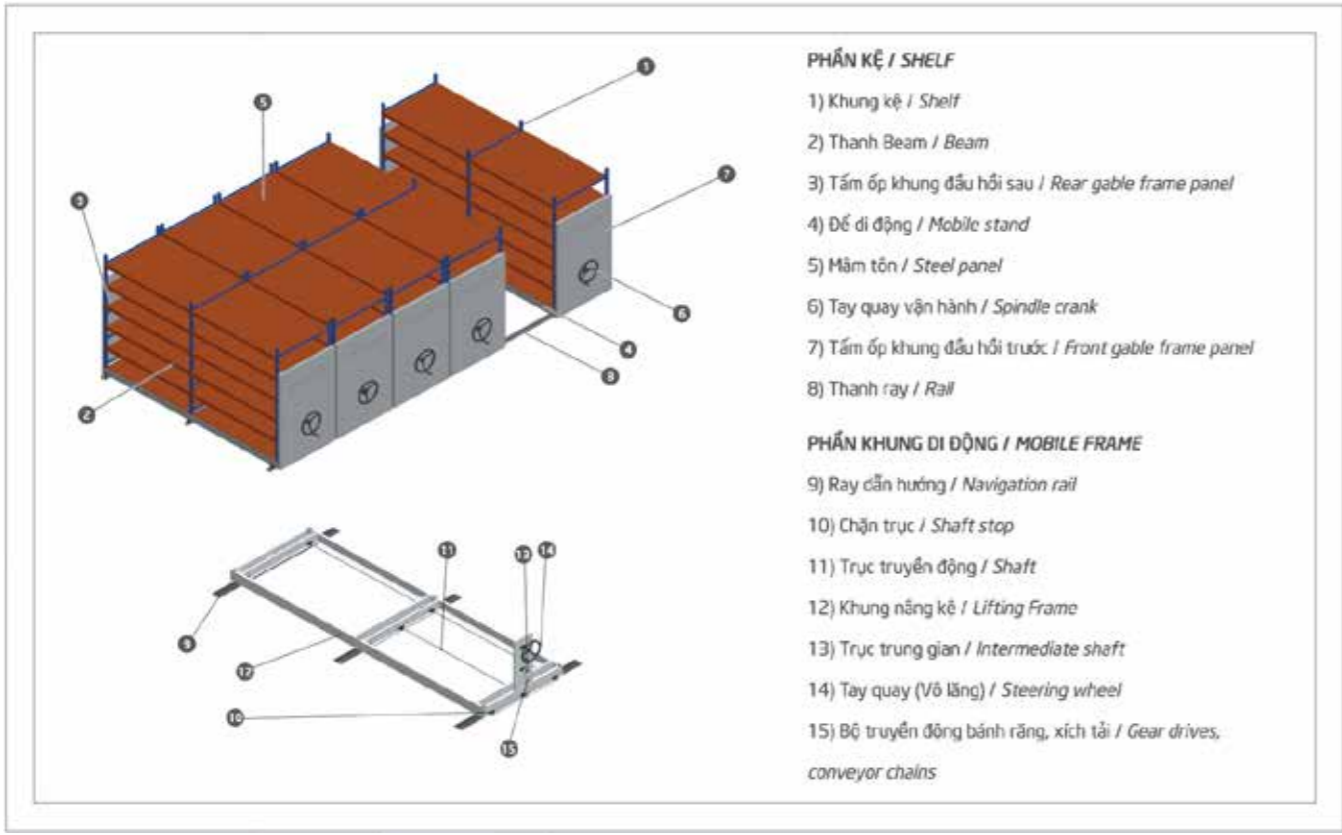 PHẦN KỆ / SHELF
1) Khung kệ / Shelf
2) Thanh Beam / Beam
3) Tấm ốp khung đầu hồi sau / Rear gable frame panel
4) Đế di động / Mobile stand
5) Mâm tôn / Steel panel
6) Tay quay vận hành / Spindle crank
7) Tấm ốp khung đầu hồi trước / Front gable frame panel
8) Thanh ray / Rail
PHẦN KHUNG DI ĐỘNG / MOBILE FRAME
9) Ray dẫn hướng / Navigation rail
10) Chặn trục / Shaft stop
11) Trục truyền động / Shaft
12) Khung nâng kệ / Lifting Frame
13) Trục trung gian / Intermediate shaft
14) Tay quay (Vô lăng) / Steering wheel
15) Bộ truyền động bánh răng, xích tải / Gear drives,
conveyor chains
1
5
3
7
6
4
8
2
11
13
14
9
12
10
15